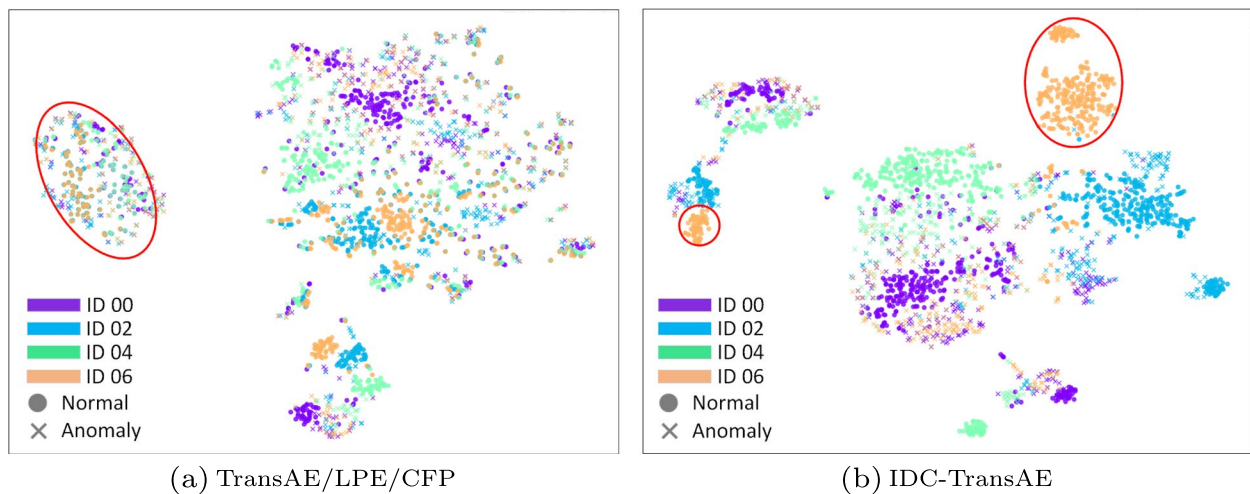 ID 00
ID 02
ID 04
ID 06
Normal
Anomaly
ID 00
ID 02
ID 04
ID 06
Normal
Anomaly
(a) TransAE/LPE/CFP
(b) IDC-TransAE